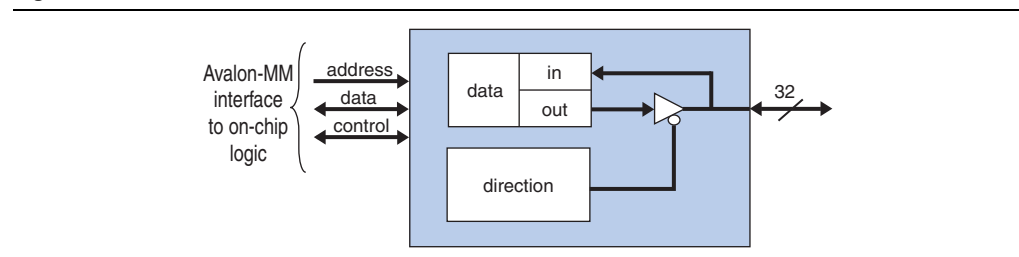 Avalon-MM
interface
to on-chip
logic
address
data
control
data
in
out
direction
32